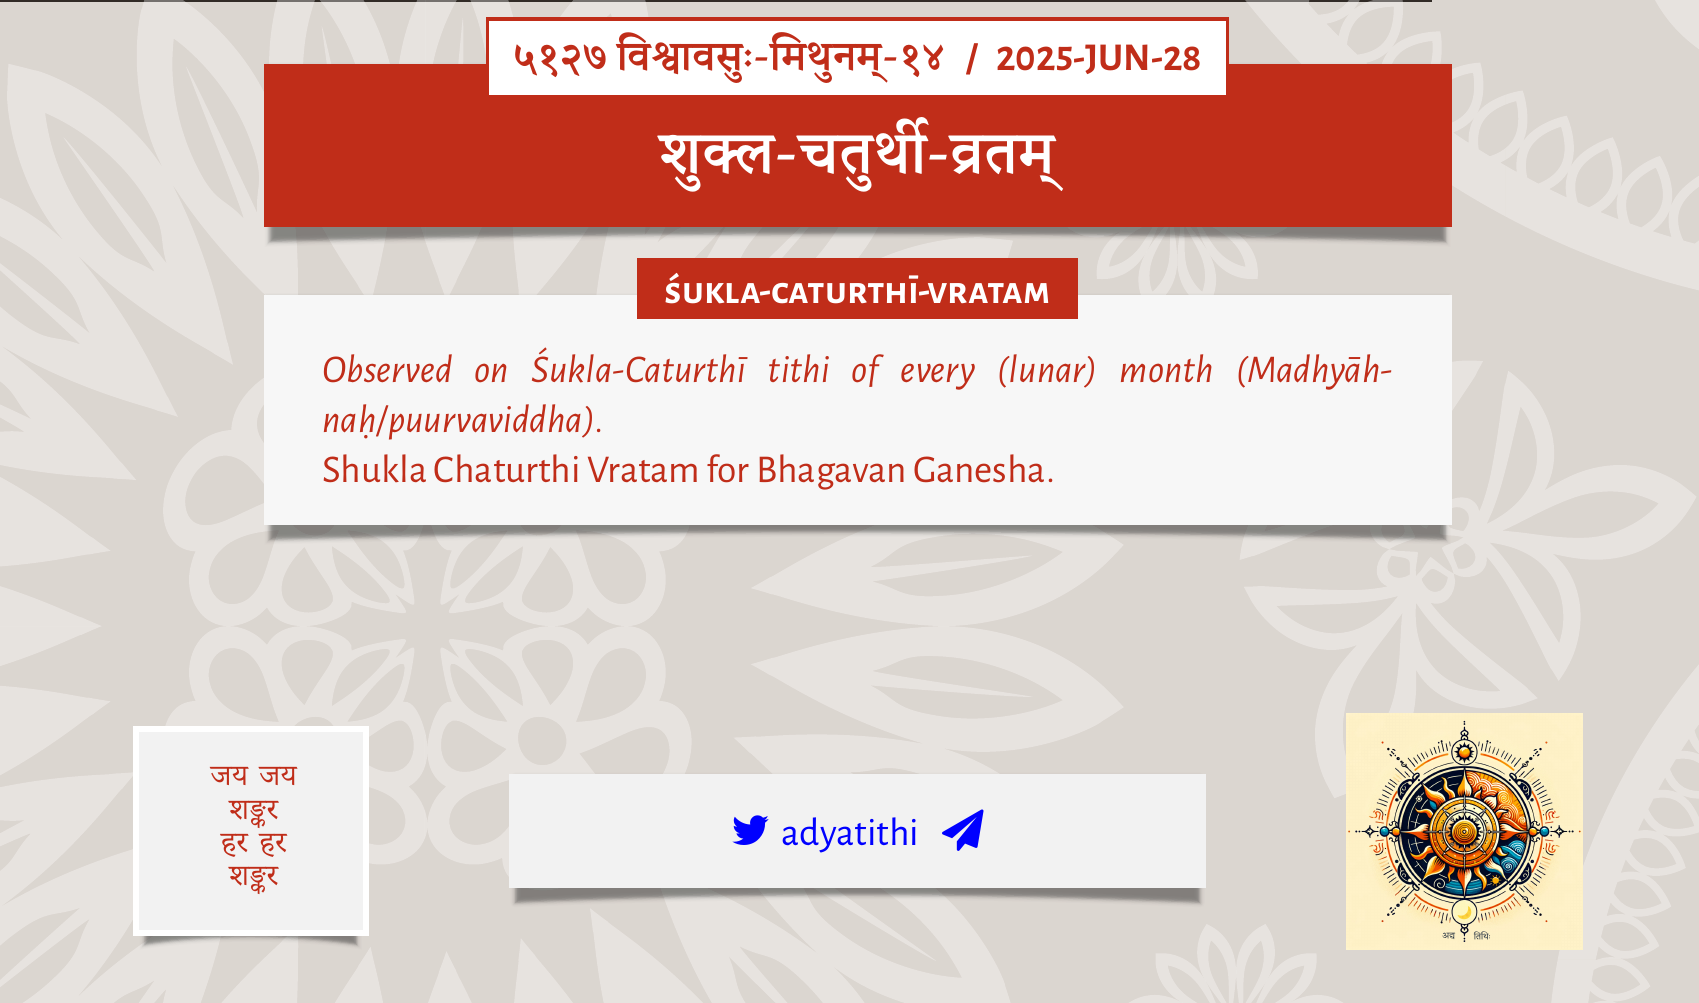 ५१२७ विश्वावसुः-मिथुनम्-१४ / 2025-JUN-28
शुक्ल-चतुर्थी-व्रतम्
ŚUKLA-CATURTHĪ-VRATAM
Observed on Śukla-Caturthī tithi of every (lunar) month (Madhyāh-
naḥ/puurvaviddha).
Shukla Chaturthi Vratam for Bhagavan Ganesha.
जय जय
शङ्कर
हर हर
शङ्कर
adyatithi
अद्य तिथिः